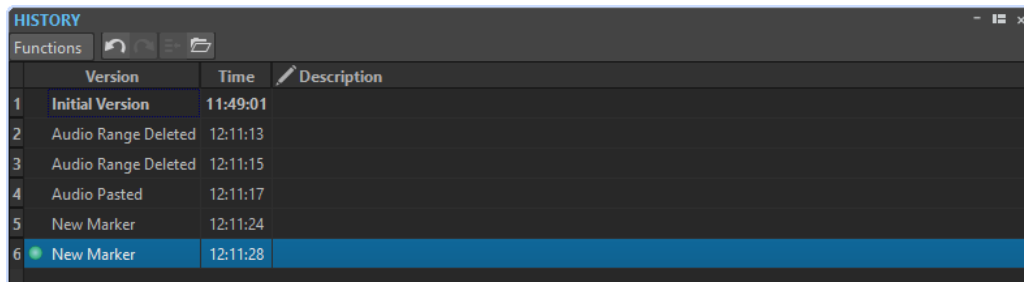 HISTORY
Functions
Version Time Description
1 Initial Version 11:49:01
2 Audio Range Deleted 12:11:13
3 Audio Range Deleted 12:11:15
4 Audio Pasted 12:11:17
5 New Marker 12:11:24
6 New Marker 12:11:28